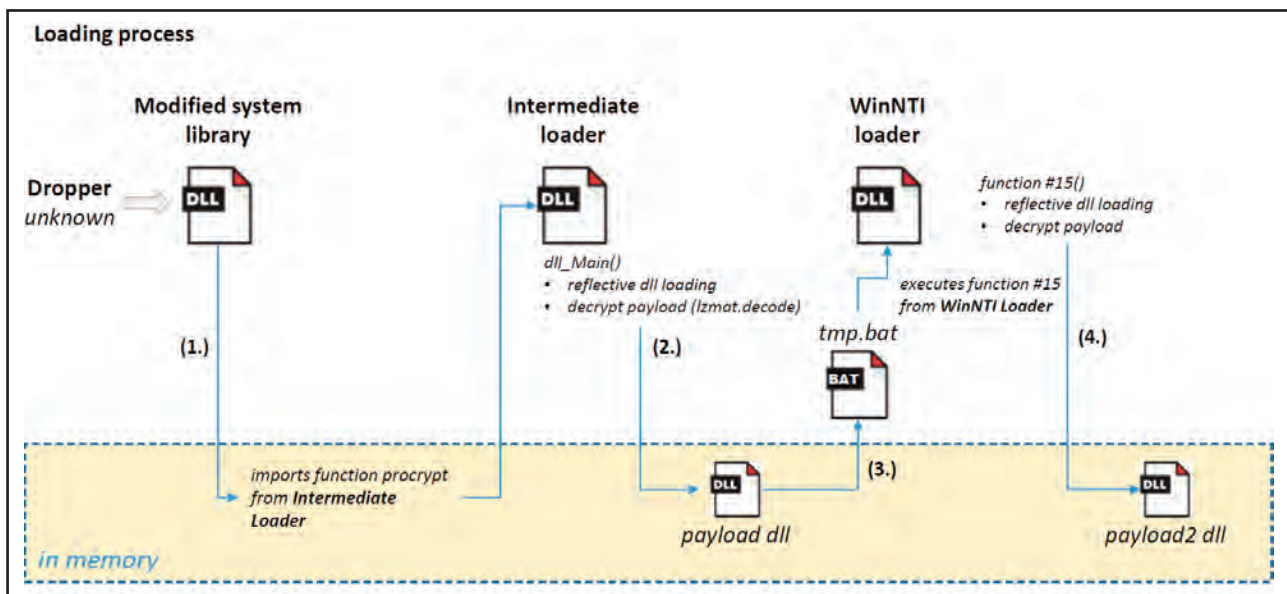 Loading process
Modified system
library
Intermediate
loader
WinNTI
loader
Dropper
unknown
DLL
DLL
DLL
function #15()
• reflective dll loading
• decrypt payload
dll_Main()
• reflective dll loading
• decrypt payload (lzmat.decode)
executes function #15
from WinNTI Loader
(1.)
(2.)
tmp.bat
(4.)
BAT
imports function procrypt
from Intermediate
Loader
(3.)
DLL
DLL
payload dll
payload2 dll
in memory